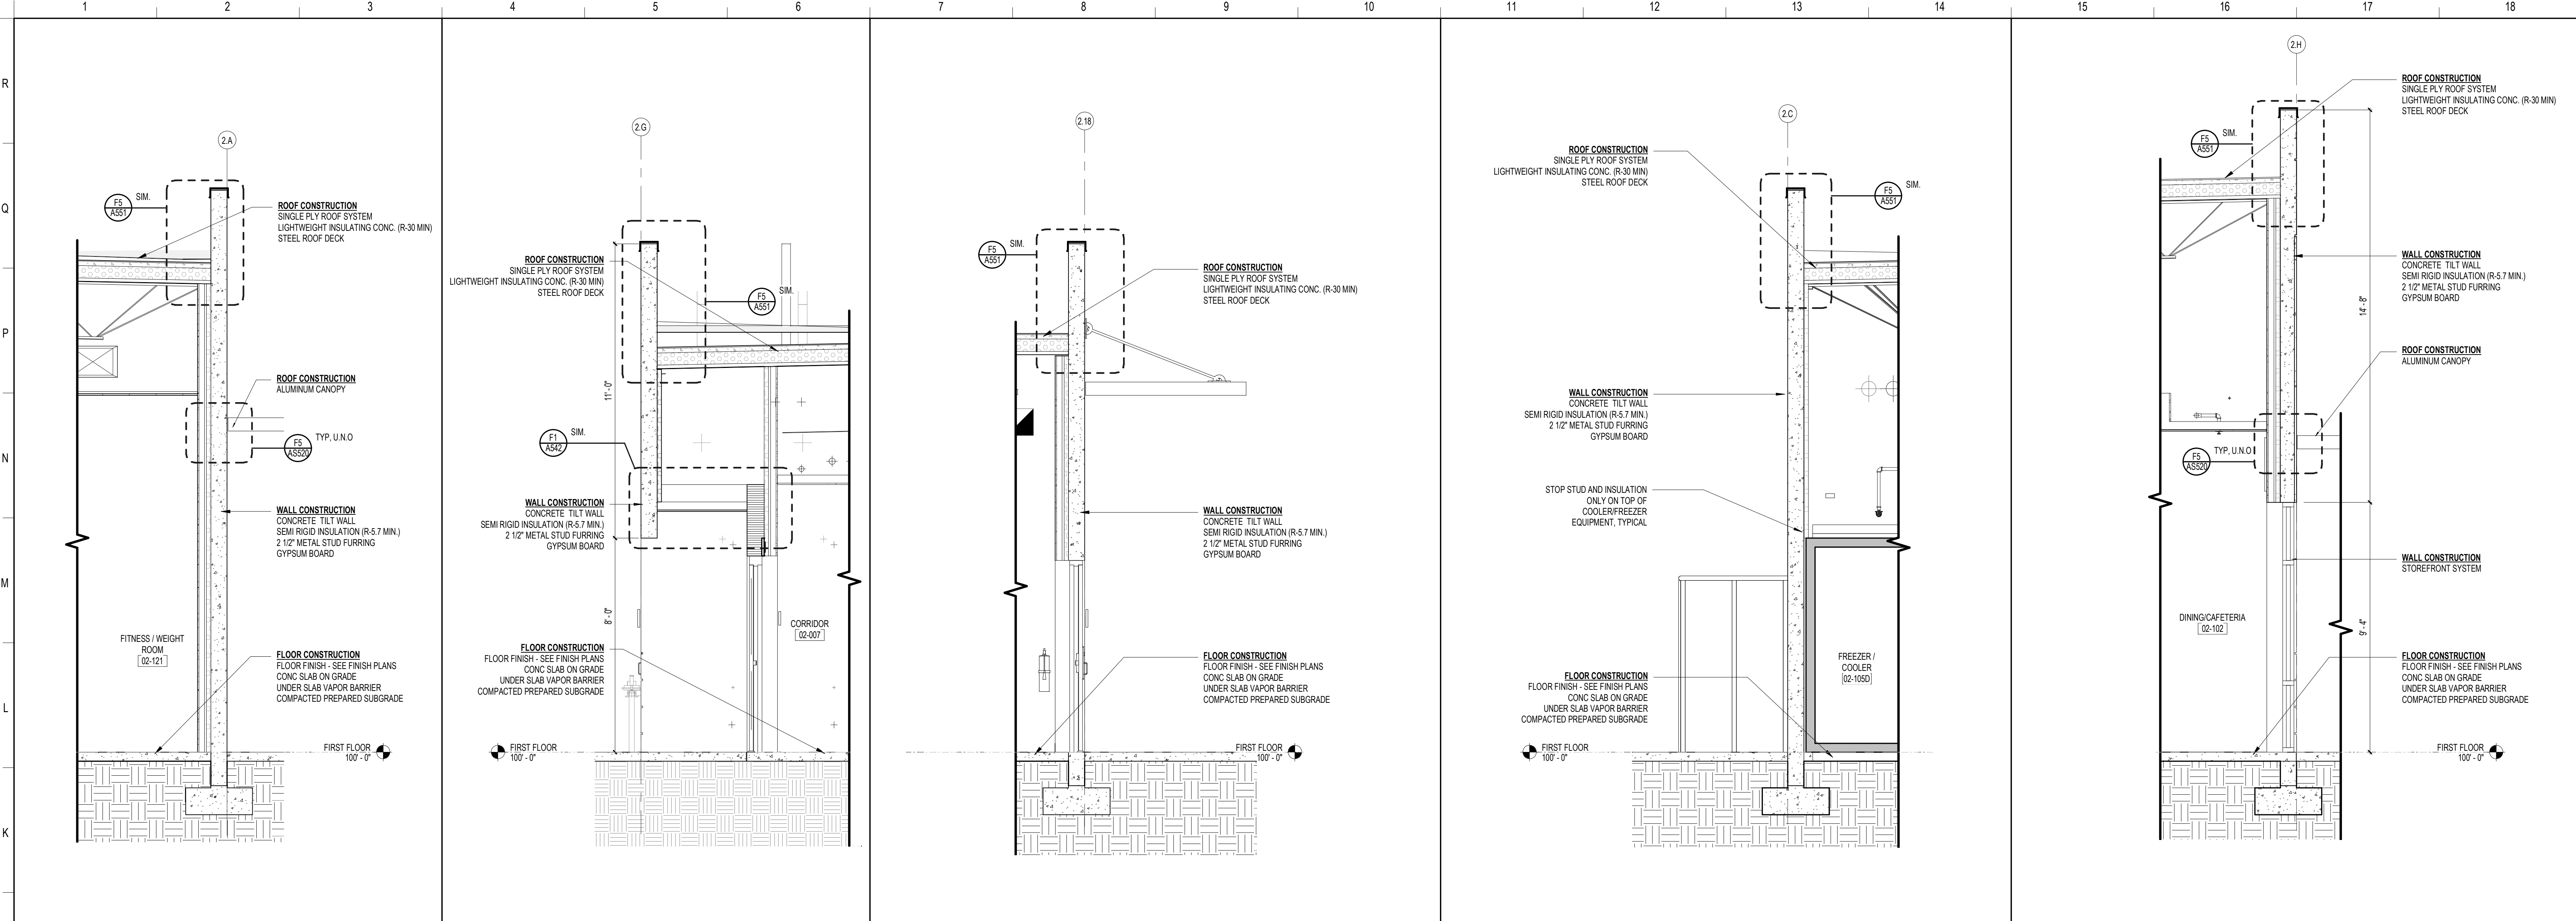 1 2 3 4 5 6 7 8 9 10 11 12 13 14 15 16 17 18
R
Q
P
N
M
L
K
2.A
F5
A551
SIM.
ROOF CONSTRUCTION
SINGLE PLY ROOF SYSTEM
LIGHTWEIGHT INSULATING CONC. (R-30 MIN)
STEEL ROOF DECK
ROOF CONSTRUCTION
ALUMINUM CANOPY
F5
AS520
TYP, U.N.O
WALL CONSTRUCTION
CONCRETE TILT WALL
SEMI RIGID INSULATION (R-5.7 MIN.)
2 1/2" METAL STUD FURRING
GYPSUM BOARD
FITNESS / WEIGHT
ROOM
02-121
FLOOR CONSTRUCTION
FLOOR FINISH - SEE FINISH PLANS
CONC SLAB ON GRADE
UNDER SLAB VAPOR BARRIER
COMPACTED PREPARED SUBGRADE
FIRST FLOOR
100' - 0"
2.G
ROOF CONSTRUCTION
SINGLE PLY ROOF SYSTEM
LIGHTWEIGHT INSULATING CONC. (R-30 MIN)
STEEL ROOF DECK
F5
A551
SIM.
11' - 0"
F1
A542
SIM.
WALL CONSTRUCTION
CONCRETE TILT WALL
SEMI RIGID INSULATION (R-5.7 MIN.)
2 1/2" METAL STUD FURRING
GYPSUM BOARD
8' - 0"
CORRIDOR
02-007
FLOOR CONSTRUCTION
FLOOR FINISH - SEE FINISH PLANS
CONC SLAB ON GRADE
UNDER SLAB VAPOR BARRIER
COMPACTED PREPARED SUBGRADE
FIRST FLOOR
100' - 0"
2.18
F5
A551
SIM.
ROOF CONSTRUCTION
SINGLE PLY ROOF SYSTEM
LIGHTWEIGHT INSULATING CONC. (R-30 MIN)
STEEL ROOF DECK
WALL CONSTRUCTION
CONCRETE TILT WALL
SEMI RIGID INSULATION (R-5.7 MIN.)
2 1/2" METAL STUD FURRING
GYPSUM BOARD
FLOOR CONSTRUCTION
FLOOR FINISH - SEE FINISH PLANS
CONC SLAB ON GRADE
UNDER SLAB VAPOR BARRIER
COMPACTED PREPARED SUBGRADE
FIRST FLOOR
100' - 0"
2.C
ROOF CONSTRUCTION
SINGLE PLY ROOF SYSTEM
LIGHTWEIGHT INSULATING CONC. (R-30 MIN)
STEEL ROOF DECK
F5
A551
SIM.
WALL CONSTRUCTION
CONCRETE TILT WALL
SEMI RIGID INSULATION (R-5.7 MIN.)
2 1/2" METAL STUD FURRING
GYPSUM BOARD
STOP STUD AND INSULATION
ONLY ON TOP OF
COOLER/FREEZER
EQUIPMENT, TYPICAL
FREEZER /
COOLER
02-105D
FLOOR CONSTRUCTION
FLOOR FINISH - SEE FINISH PLANS
CONC SLAB ON GRADE
UNDER SLAB VAPOR BARRIER
COMPACTED PREPARED SUBGRADE
FIRST FLOOR
100' - 0"
2.H
ROOF CONSTRUCTION
SINGLE PLY ROOF SYSTEM
LIGHTWEIGHT INSULATING CONC. (R-30 MIN)
STEEL ROOF DECK
F5
A551
SIM.
WALL CONSTRUCTION
CONCRETE TILT WALL
SEMI RIGID INSULATION (R-5.7 MIN.)
2 1/2" METAL STUD FURRING
GYPSUM BOARD
14' - 8"
ROOF CONSTRUCTION
ALUMINUM CANOPY
F5
AS520
TYP, U.N.O
WALL CONSTRUCTION
STOREFRONT SYSTEM
DINING/CAFETERIA
02-102
9' - 4"
FLOOR CONSTRUCTION
FLOOR FINISH - SEE FINISH PLANS
CONC SLAB ON GRADE
UNDER SLAB VAPOR BARRIER
COMPACTED PREPARED SUBGRADE
FIRST FLOOR
100' - 0"